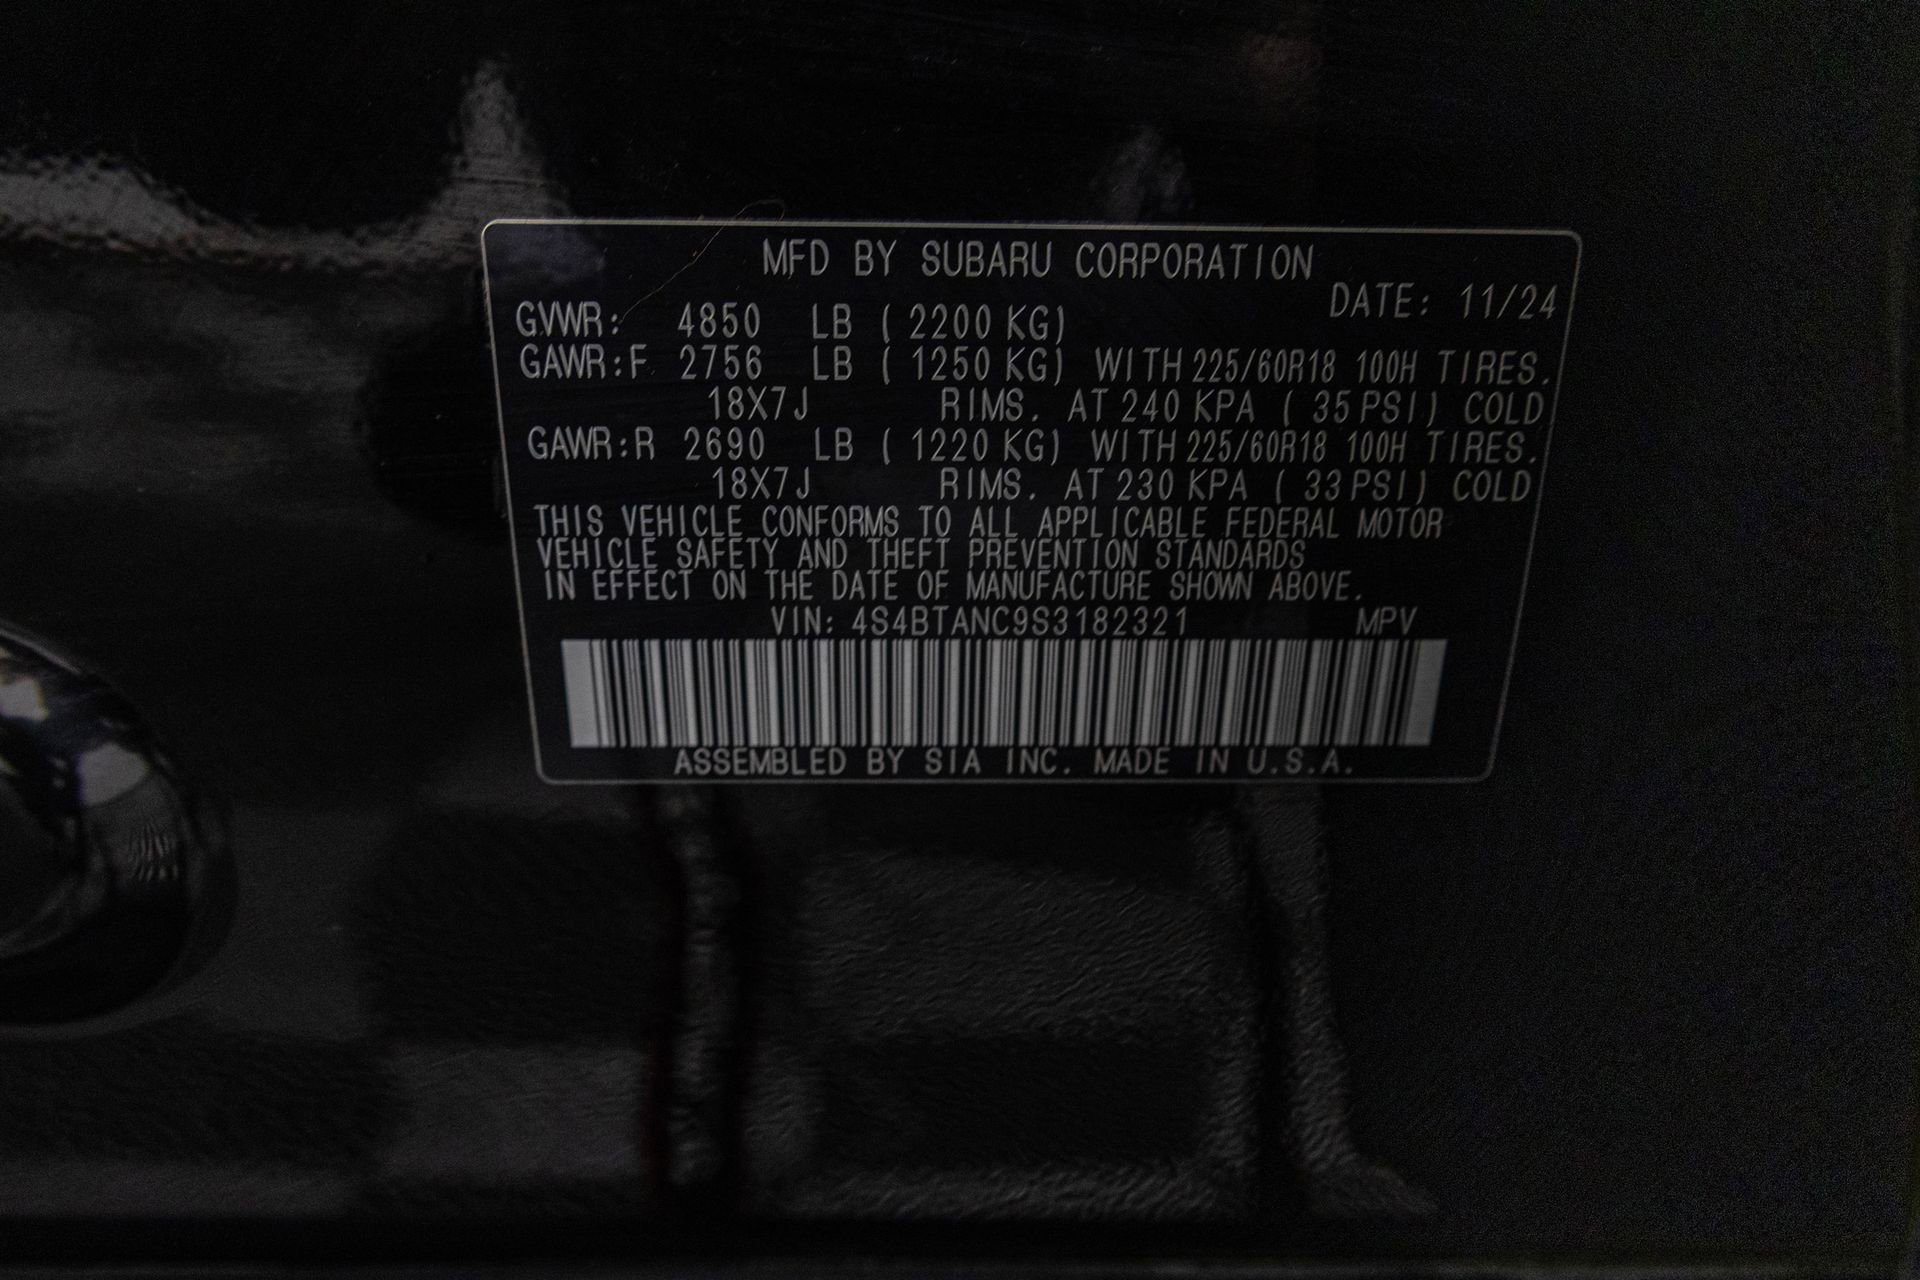 MFD BY SUBARU CORPORATION
DATE: 11/24
GVWR: 4850 LB ( 2200 KG)
GAWR:F 2756 LB ( 1250 KG) WITH 225/60R18 100H TIRES.
18X7J RIMS. AT 240 KPA ( 35 PSI) COLD
GAWR:R 2690 LB ( 1220 KG) WITH 225/60R18 100H TIRES.
18X7J RIMS. AT 230 KPA ( 33 PSI) COLD
THIS VEHICLE CONFORMS TO ALL APPLICABLE FEDERAL MOTOR
VEHICLE SAFETY AND THEFT PREVENTION STANDARDS
IN EFFECT ON THE DATE OF MANUFACTURE SHOWN ABOVE.
VIN: 4S4BTANC9S3182321 MPV
ASSEMBLED BY SIA INC. MADE IN U.S.A.